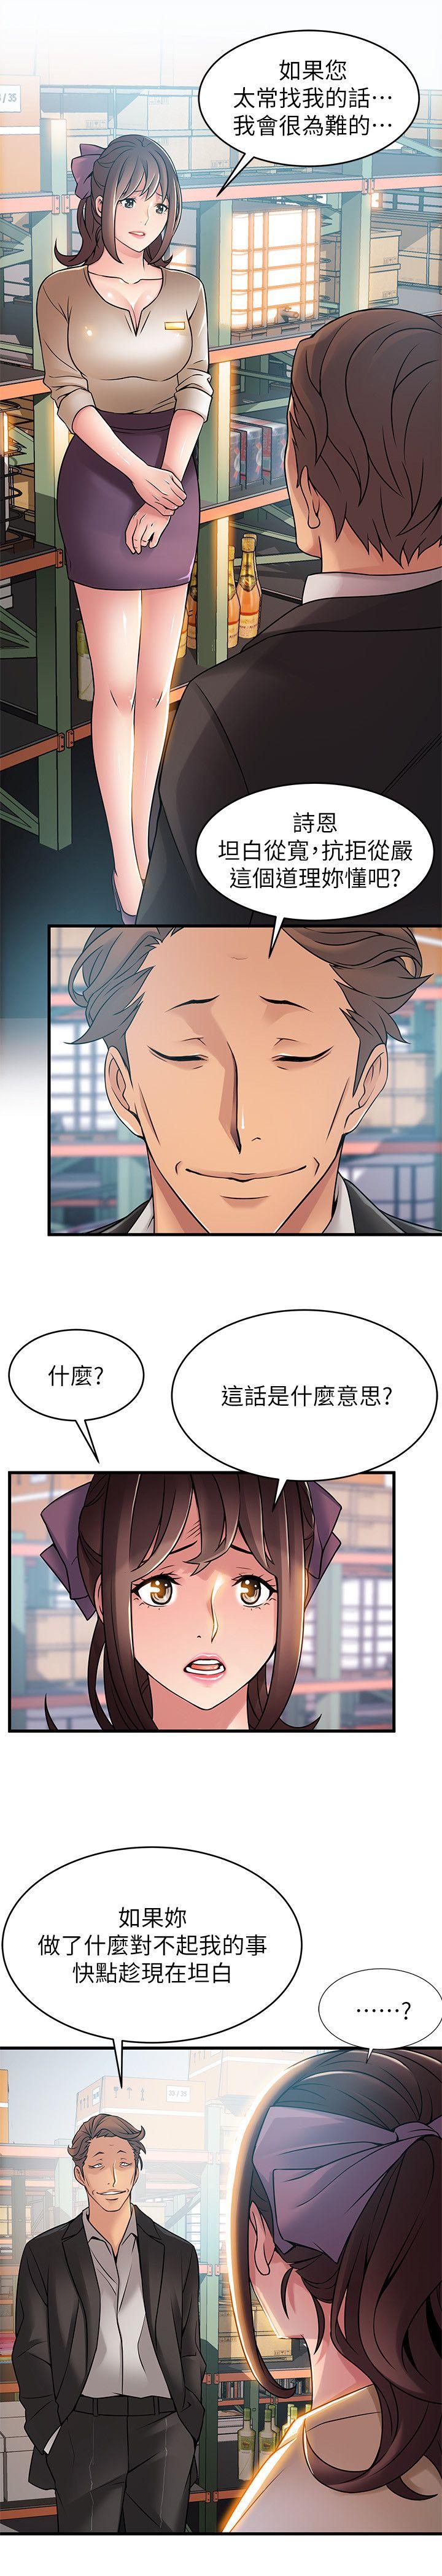 /35
如果您
太常找我的話…
我會很為難的…
詩恩
坦白從寬，抗拒從嚴
這個道理妳懂吧?
什麼?
這話是什麼意思?
如果妳
做了什麼對不起我的事
快點趁現在坦白
……?